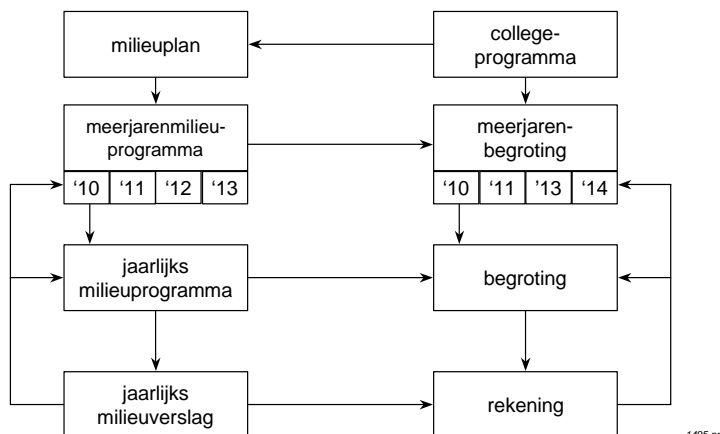 milieuplan
college-
programma
meerjarenmilieu-
programma
meerjaren-
begroting
‘10 ‘11 ‘12 ‘13
‘10 ‘11 ‘13 ‘14
jaarlijks
milieuprogramma
begroting
jaarlijks
milieuverslag
rekening